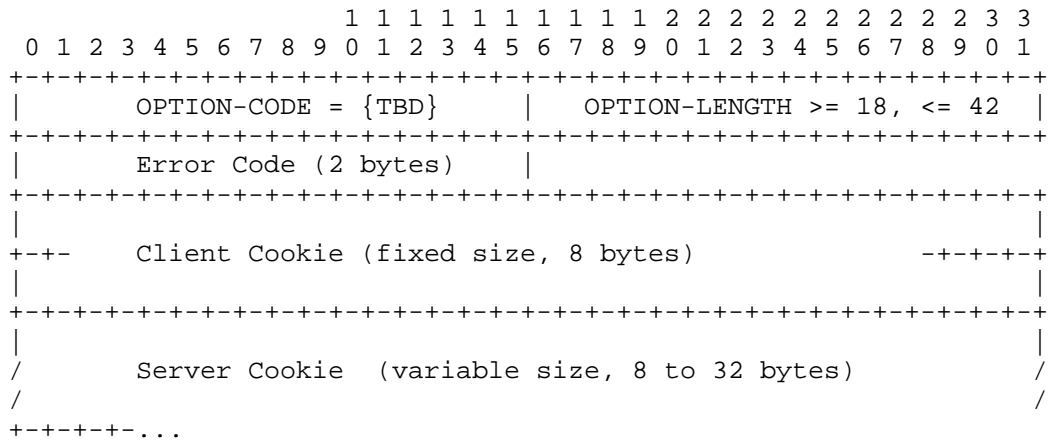 1 1 1 1 1 1 1 1 1 1 2 2 2 2 2 2 2 2 2 2 3 3
 0 1 2 3 4 5 6 7 8 9 0 1 2 3 4 5 6 7 8 9 0 1 2 3 4 5 6 7 8 9 0 1
+-+-+-+-+-+-+-+-+-+-+-+-+-+-+-+-+-+-+-+-+-+-+-+-+-+-+-+-+-+-+-+-+
|       OPTION-CODE = {TBD}     |   OPTION-LENGTH >= 18, <= 42  |
+-+-+-+-+-+-+-+-+-+-+-+-+-+-+-+-+-+-+-+-+-+-+-+-+-+-+-+-+-+-+-+-+
|       Error Code (2 bytes)    |
+-+-+-+-+-+-+-+-+-+-+-+-+-+-+-+-+-+-+-+-+-+-+-+-+-+-+-+-+-+-+-+-+
|                                                               |
+-+-    Client Cookie (fixed size, 8 bytes)              -+-+-+-+
|                                                               |
+-+-+-+-+-+-+-+-+-+-+-+-+-+-+-+-+-+-+-+-+-+-+-+-+-+-+-+-+-+-+-+-+
|                                                               |
/       Server Cookie  (variable size, 8 to 32 bytes)           /
/                                                               /
+-+-+-+-...